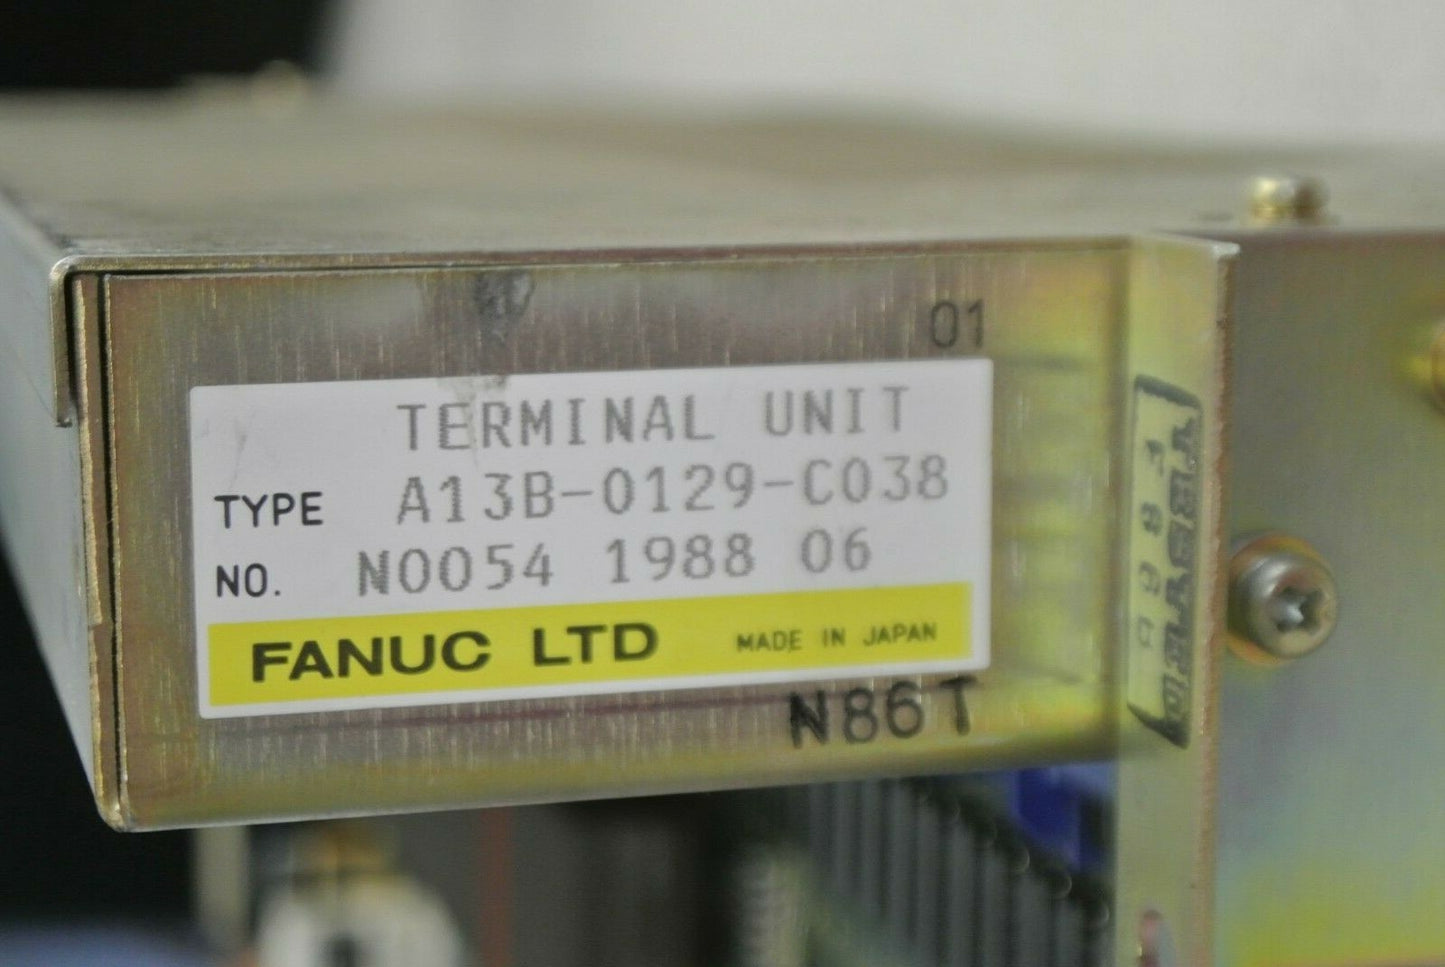 01
TERMINAL UNIT
TYPE A13B-0129-C038
NO. N0054 1988 06
FANUC LTD MADE IN JAPAN
N86T